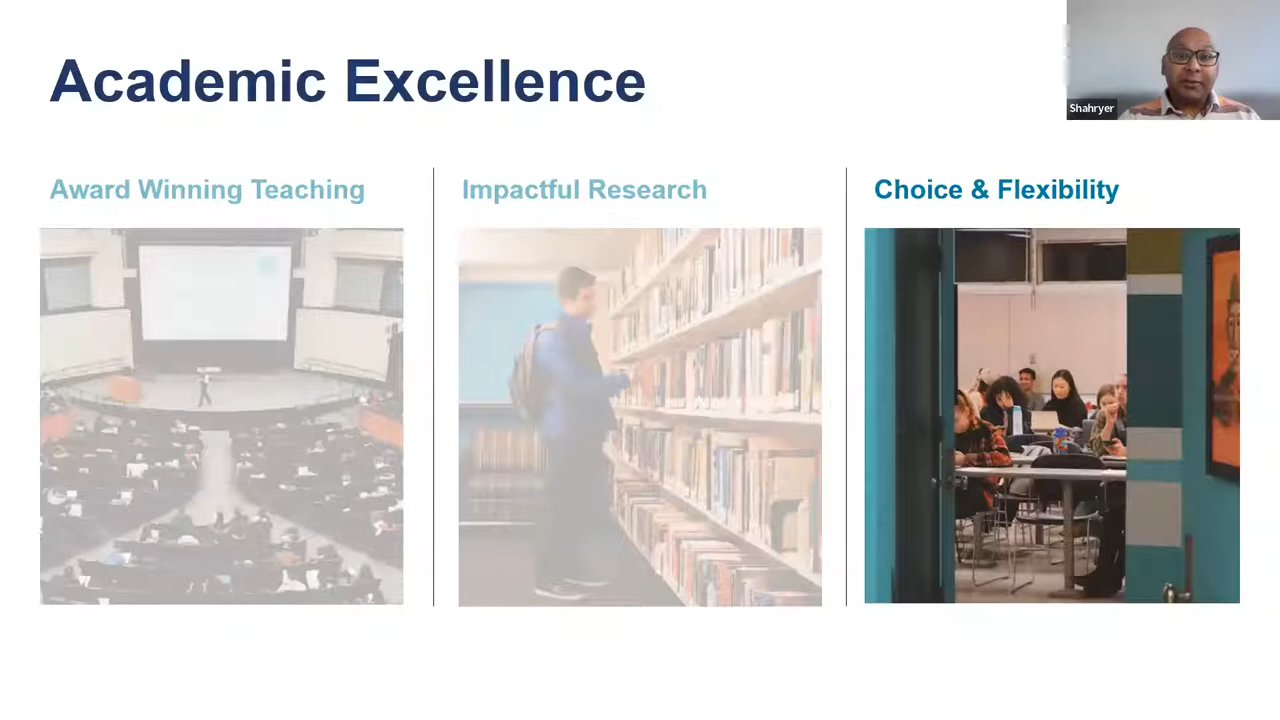 Academic Excellence
Shahryer
Award Winning Teaching
Impactful Research
Choice & Flexibility